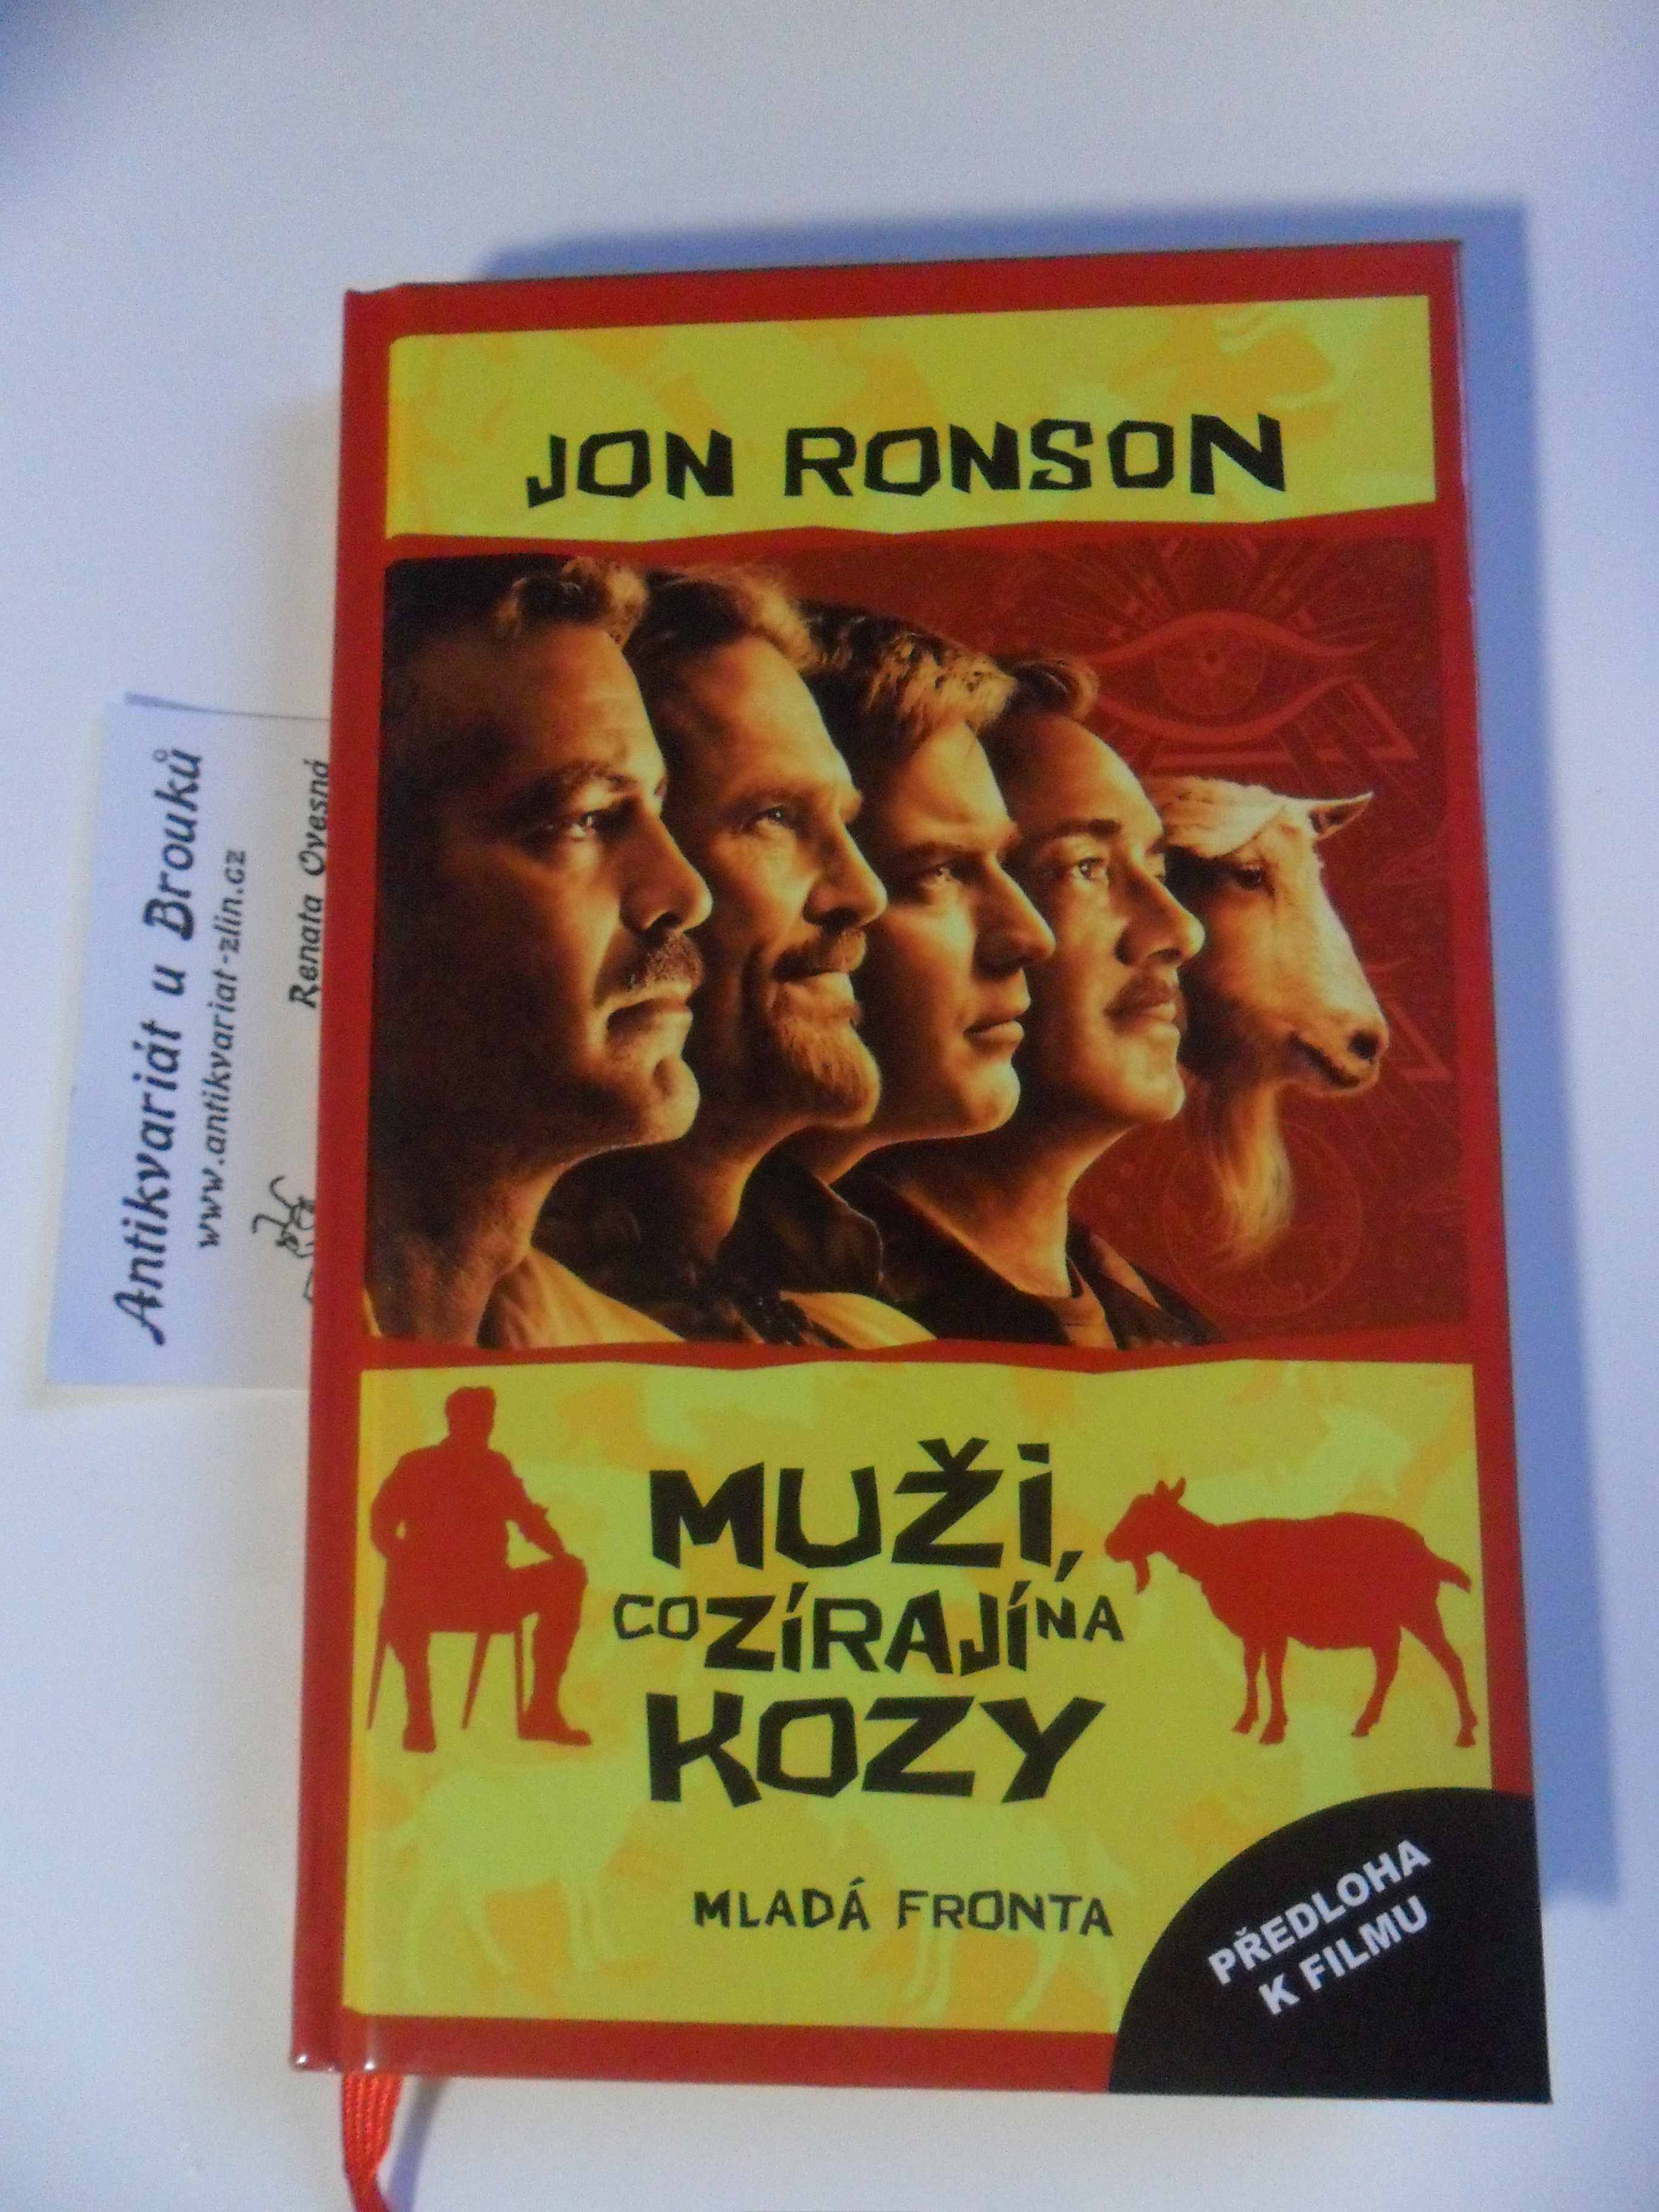 Antikvariát u Brouků
www.antikvariat-zlin.cz
Renata Ovesná
JON RONSON
MUŽI,
CO ZÍRAJÍ NA
KOZY
MLADÁ FRONTA
PŘEDLOHA
K FILMU